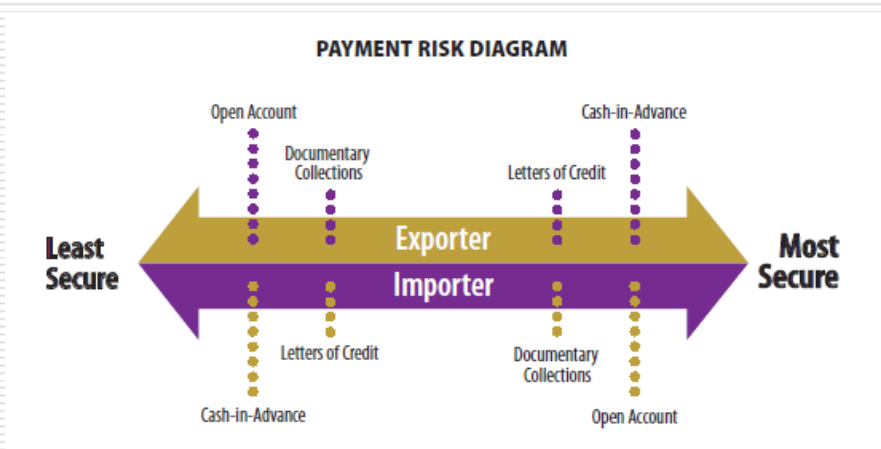 PAYMENT RISK DIAGRAM
Open Account
Cash-in-Advance
Documentary
Collections
Letters of Credit
Least
Secure
Exporter
Importer
Most
Secure
Letters of Credit
Documentary
Collections
Cash-in-Advance
Open Account